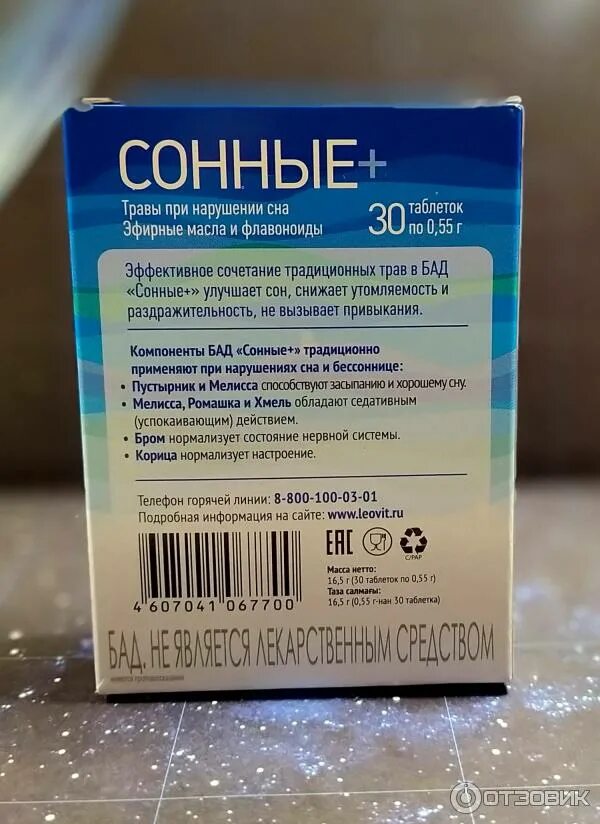 СОННЫЕ+
Травы при нарушении сна
Эфирные масла и флавоноиды
30 таблеток
по 0,55 г
Эффективное сочетание традиционных трав в БАД
«Сонные+» улучшает сон, снижает утомляемость и
раздражительность, не вызывает привыкания.
Компоненты БАД «Сонные+» традиционно
применяют при нарушениях сна и бессоннице:
• Пустырник и Мелисса способствуют засыпанию и хорошему сну.
• Мелисса, Ромашка и Хмель обладают седативным
(успокаивающим) действием.
• Бром нормализует состояние нервной системы.
• Корица нормализует настроение.
Телефон горячей линии: 8-800-100-03-01
Подробная информация на сайте: www.leovit.ru
EAC
C/PAP
Масса нетто:
16,5 г (30 таблеток по 0,55 г)
Таза салмағы:
16,5 г (0,55 г-нан 30 таблетка)
4 607041 067700
БАД. НЕ ЯВЛЯЕТСЯ ЛЕКАРСТВЕННЫМ СРЕДСТВОМ
имеются противопоказания
ОТЗОВИК